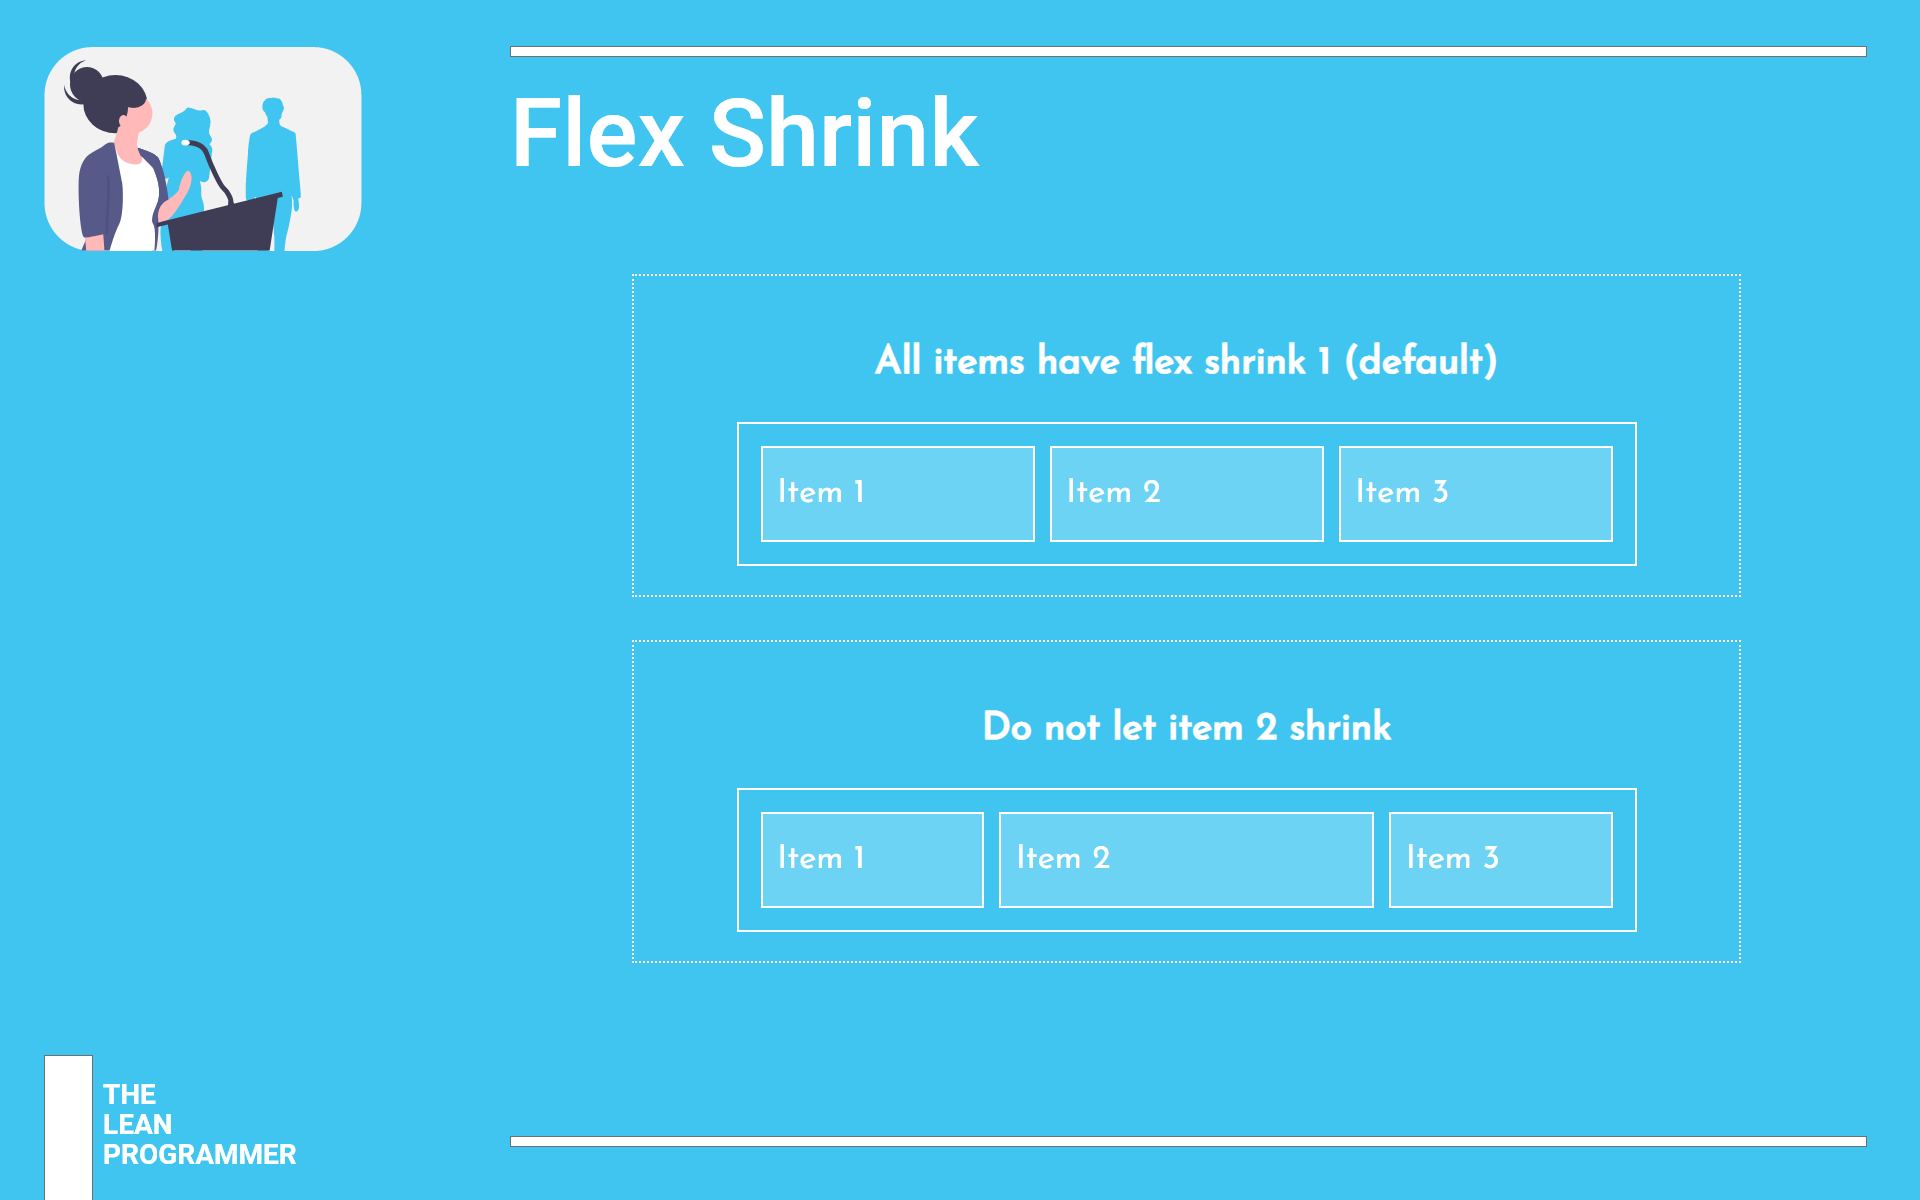 Flex Shrink
All items have flex shrink 1 (default)
Item 1
Item 2
Item 3
Do not let item 2 shrink
Item 1
Item 2
Item 3
THE
LEAN
PROGRAMMER